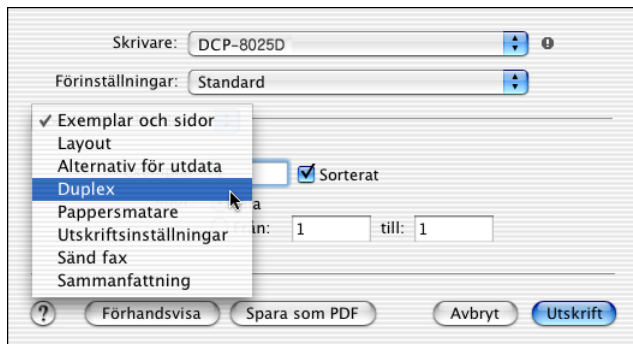 Skrivare: DCP-8025D
Förinställningar: Standard
✓ Exemplar och sidor
Layout
Alternativ för utdata
Sorterat
Duplex
Pappersmatare
Utskriftsinställningar
från: 1 till: 1
Sänd fax
Sammanfattning
? Förhandsvisa Spara som PDF Avbryt Utskrift